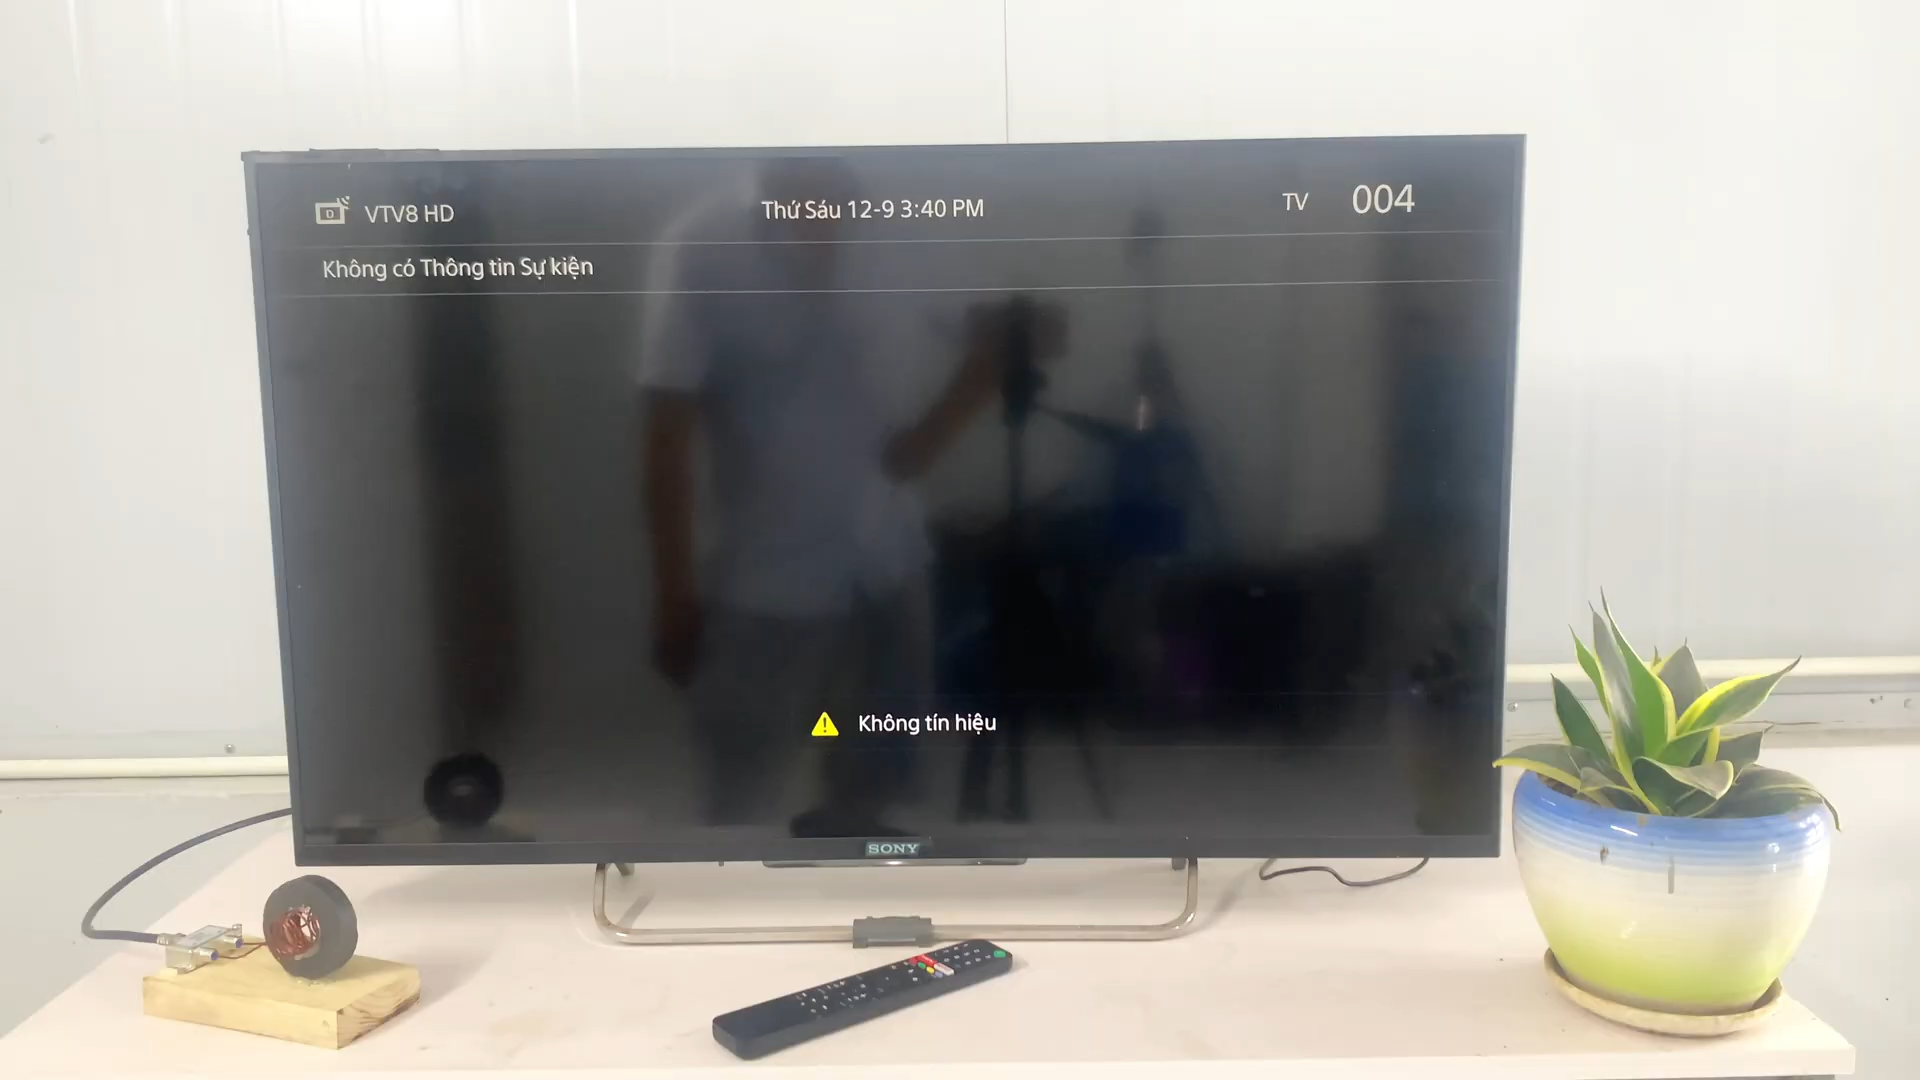 VTV8 HD
Thứ Sáu 12-9 3:40 PM
TV 004
Không có Thông tin Sự kiện
Không tín hiệu
SONY